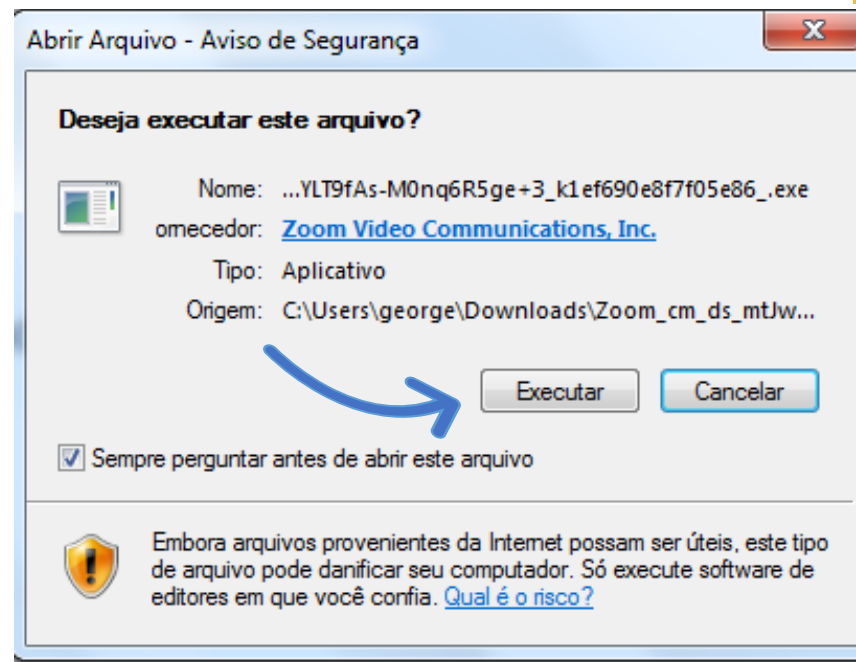 Abrir Arquivo - Aviso de Segurança
Deseja executar este arquivo?
Nome: ...YLT9fAs-M0nq6R5ge+3_k1ef690e8f7f05e86_.exe
ornecedor: Zoom Video Communications, Inc.
Tipo: Aplicativo
Origem: C:\Users\george\Downloads\Zoom_cm_ds_mtJw...
Executar Cancelar
Sempre perguntar antes de abrir este arquivo
Embora arquivos provenientes da Internet possam ser úteis, este tipo
de arquivo pode danificar seu computador. Só execute software de
editores em que você confia. Qual é o risco?